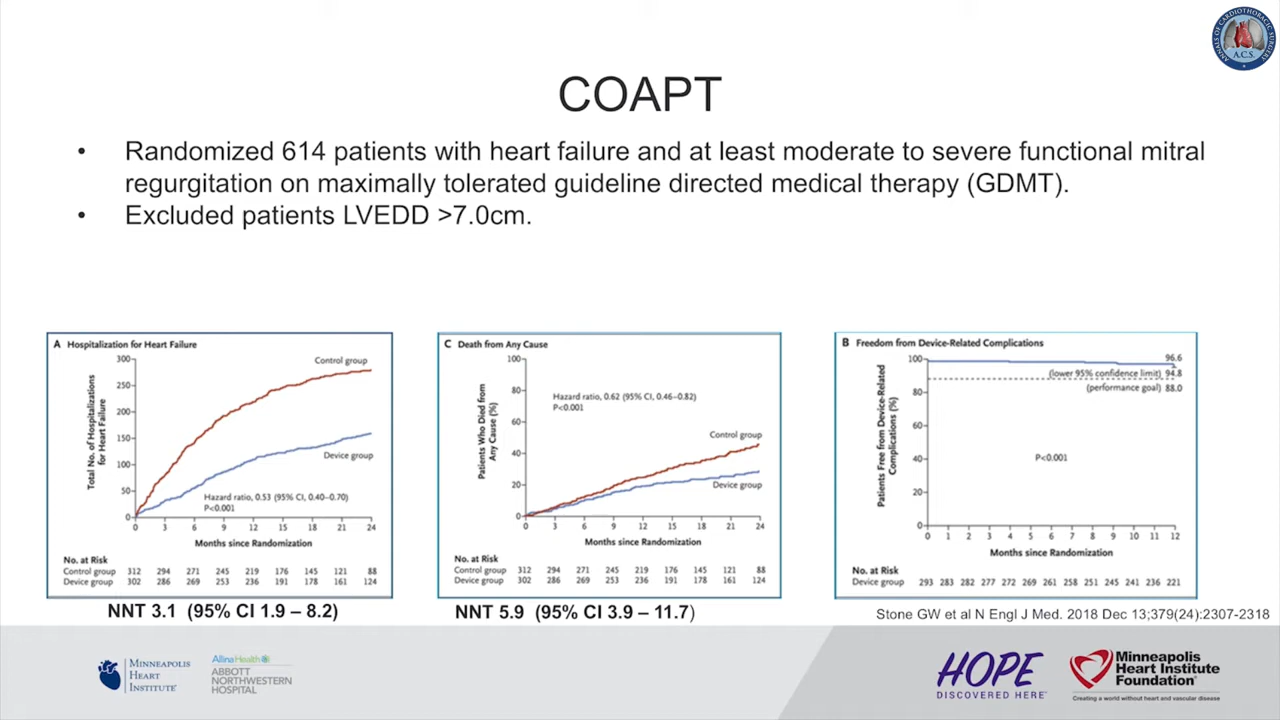 ANNALS OF CARDIOTHORACIC SURGERY
A.C.S.
COAPT
• Randomized 614 patients with heart failure and at least moderate to severe functional mitral
regurgitation on maximally tolerated guideline directed medical therapy (GDMT).
• Excluded patients LVEDD >7.0cm.
A Hospitalization for Heart Failure
Total No. of Hospitalizations
for Heart Failure
300
250
200
150
100
50
0
Control group
Device group
Hazard ratio, 0.53 (95% CI, 0.40–0.70)
P<0.001
0 3 6 9 12 15 18 21 24
Months since Randomization
No. at Risk
Control group 312 294 271 245 219 176 145 121 88
Device group 302 286 269 253 236 191 178 161 124
NNT 3.1 (95% CI 1.9 – 8.2)
C Death from Any Cause
Patients Who Died from
Any Cause (%)
100
80
60
40
20
0
Hazard ratio, 0.62 (95% CI, 0.46–0.82)
P<0.001
Control group
Device group
0 3 6 9 12 15 18 21 24
Months since Randomization
No. at Risk
Control group 312 294 271 245 219 176 145 121 88
Device group 302 286 269 253 236 191 178 161 124
NNT 5.9 (95% CI 3.9 – 11.7)
B Freedom from Device-Related Complications
Patients Free from Device-Related
Complications (%)
100
80
60
40
20
0
96.6
(lower 95% confidence limit) 94.8
(performance goal) 88.0
P<0.001
0 1 2 3 4 5 6 7 8 9 10 11 12
Months since Randomization
No. at Risk
Device group 293 283 282 277 272 269 261 258 251 245 241 236 221
Stone GW et al N Engl J Med. 2018 Dec 13;379(24):2307-2318
MINNEAPOLIS
HEART
INSTITUTE
AllinaHealth
ABBOTT
NORTHWESTERN
HOSPITAL
HOPE
DISCOVERED HERE™
Minneapolis
Heart Institute
Foundation
Creating a world without heart and vascular disease